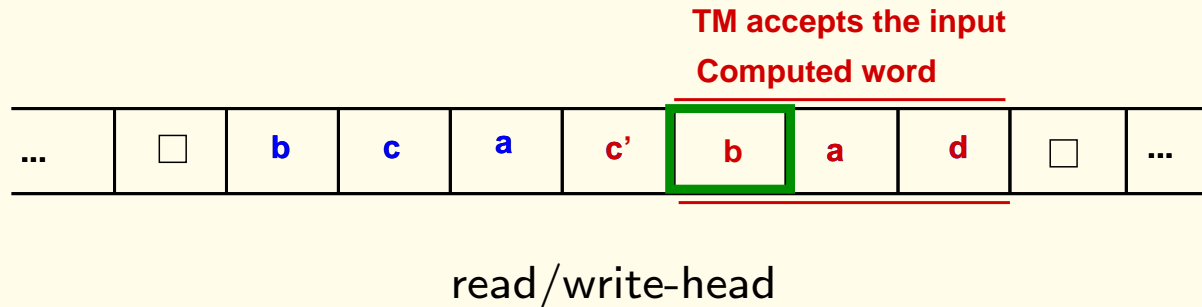 TM accepts the input
Computed word
... □ b c a c' b a d □ ...
read/write-head